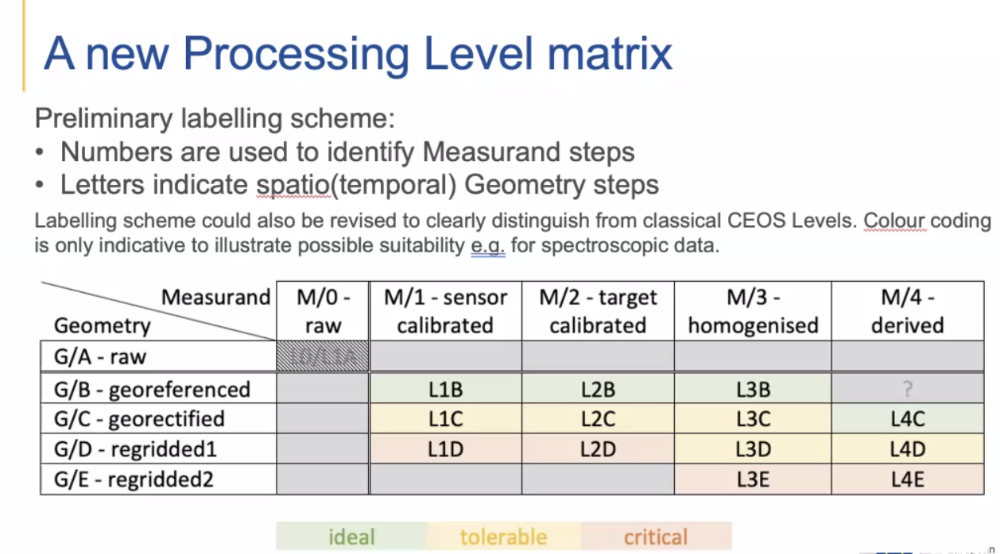 A new Processing Level matrix
Preliminary labelling scheme:
• Numbers are used to identify Measurand steps
• Letters indicate spatio(temporal) Geometry steps
Labelling scheme could also be revised to clearly distinguish from classical CEOS Levels. Colour coding
is only indicative to illustrate possible suitability e.g. for spectroscopic data.
Measurand M/0 - M/1 - sensor M/2 - target M/3 - M/4 -
Geometry raw calibrated calibrated homogenised derived
G/A - raw L0/L1A
G/B - georeferenced L1B L2B L3B ?
G/C - georectified L1C L2C L3C L4C
G/D - regridded1 L1D L2D L3D L4D
G/E - regridded2 L3E L4E
ideal tolerable critical